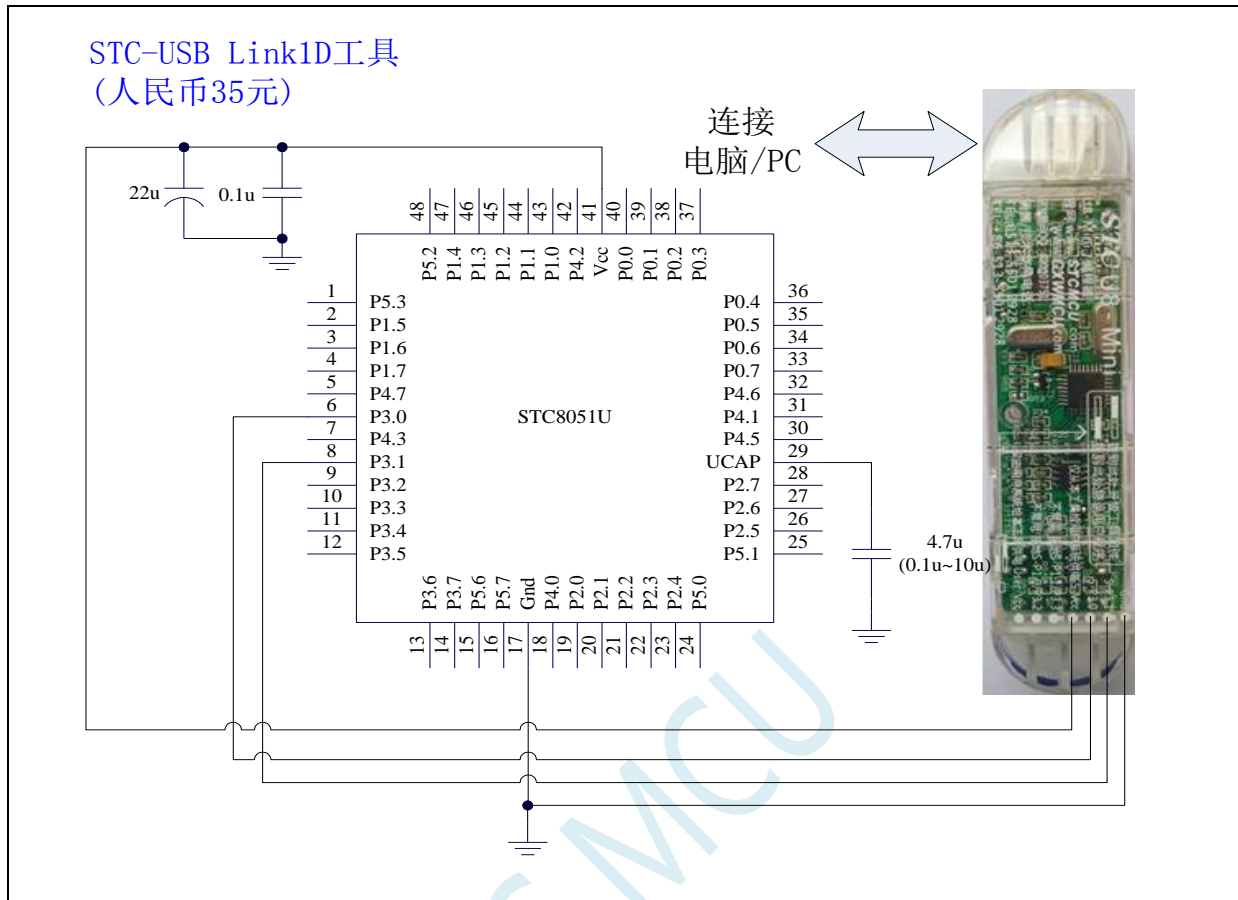 STC-USB Link1D工具
(人民币35元)
连接
电脑/PC
22u
0.1u
48 47 46 45 44 43 42 41 40 39 38 37
P5.2 P1.4 P1.3 P1.2 P1.1 P1.0 P4.2 Vcc P0.0 P0.1 P0.2 P0.3
1 P5.3
2 P1.5
3 P1.6
4 P1.7
5 P4.7
6 P3.0
7 P4.3
8 P3.1
9 P3.2
10 P3.3
11 P3.4
12 P3.5
STC8051U
P0.4 36
P0.5 35
P0.6 34
P0.7 33
P4.6 32
P4.1 31
P4.5 30
UCAP 29
P2.7 28
P2.6 27
P2.5 26
P5.1 25
4.7u
(0.1u~10u)
P3.6 P3.7 P5.6 P5.7 Gnd P4.0 P2.0 P2.1 P2.2 P2.3 P2.4 P5.0
13 14 15 16 17 18 19 20 21 22 23 24
Mini
MCU